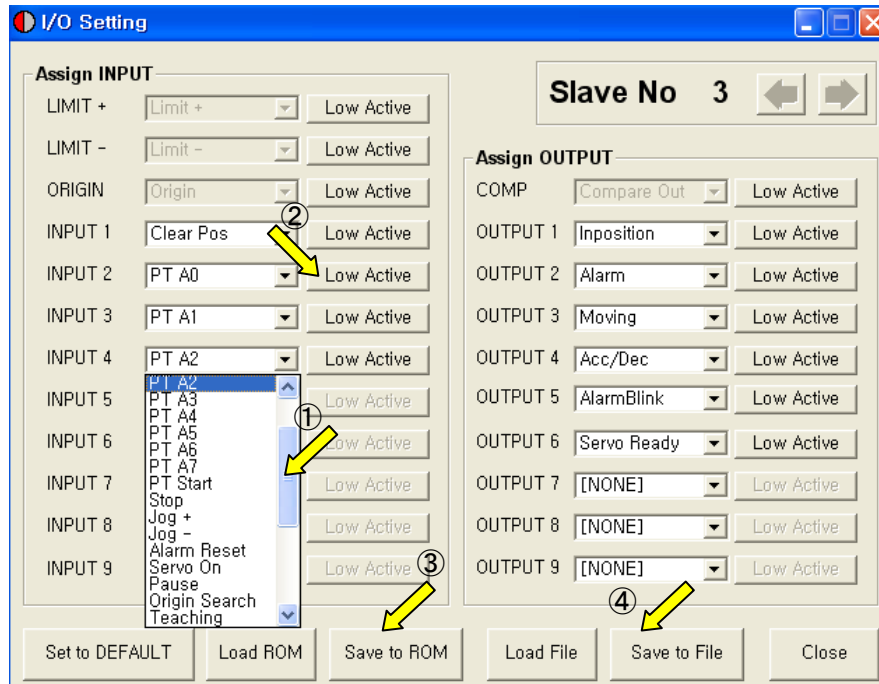 I/O Setting
Assign INPUT
LIMIT + Limit + Low Active
LIMIT - Limit - Low Active
ORIGIN Origin Low Active
INPUT 1 Clear Pos Low Active
②
INPUT 2 PT A0 Low Active
INPUT 3 PT A1 Low Active
INPUT 4 PT A2 Low Active
PT A2
PT A3
PT A4
PT A5
PT A6
PT A7
PT Start
Stop
Jog +
Jog -
Alarm Reset
Servo On
Pause
Origin Search
Teaching
①
INPUT 5 Low Active
INPUT 6 Low Active
INPUT 7 Low Active
INPUT 8 Low Active
INPUT 9 Low Active
③
Slave No 3
Assign OUTPUT
COMP Compare Out Low Active
OUTPUT 1 Inposition Low Active
OUTPUT 2 Alarm Low Active
OUTPUT 3 Moving Low Active
OUTPUT 4 Acc/Dec Low Active
OUTPUT 5 AlarmBlink Low Active
OUTPUT 6 Servo Ready Low Active
OUTPUT 7 [NONE] Low Active
OUTPUT 8 [NONE] Low Active
OUTPUT 9 [NONE] Low Active
④
Set to DEFAULT Load ROM Save to ROM Load File Save to File Close